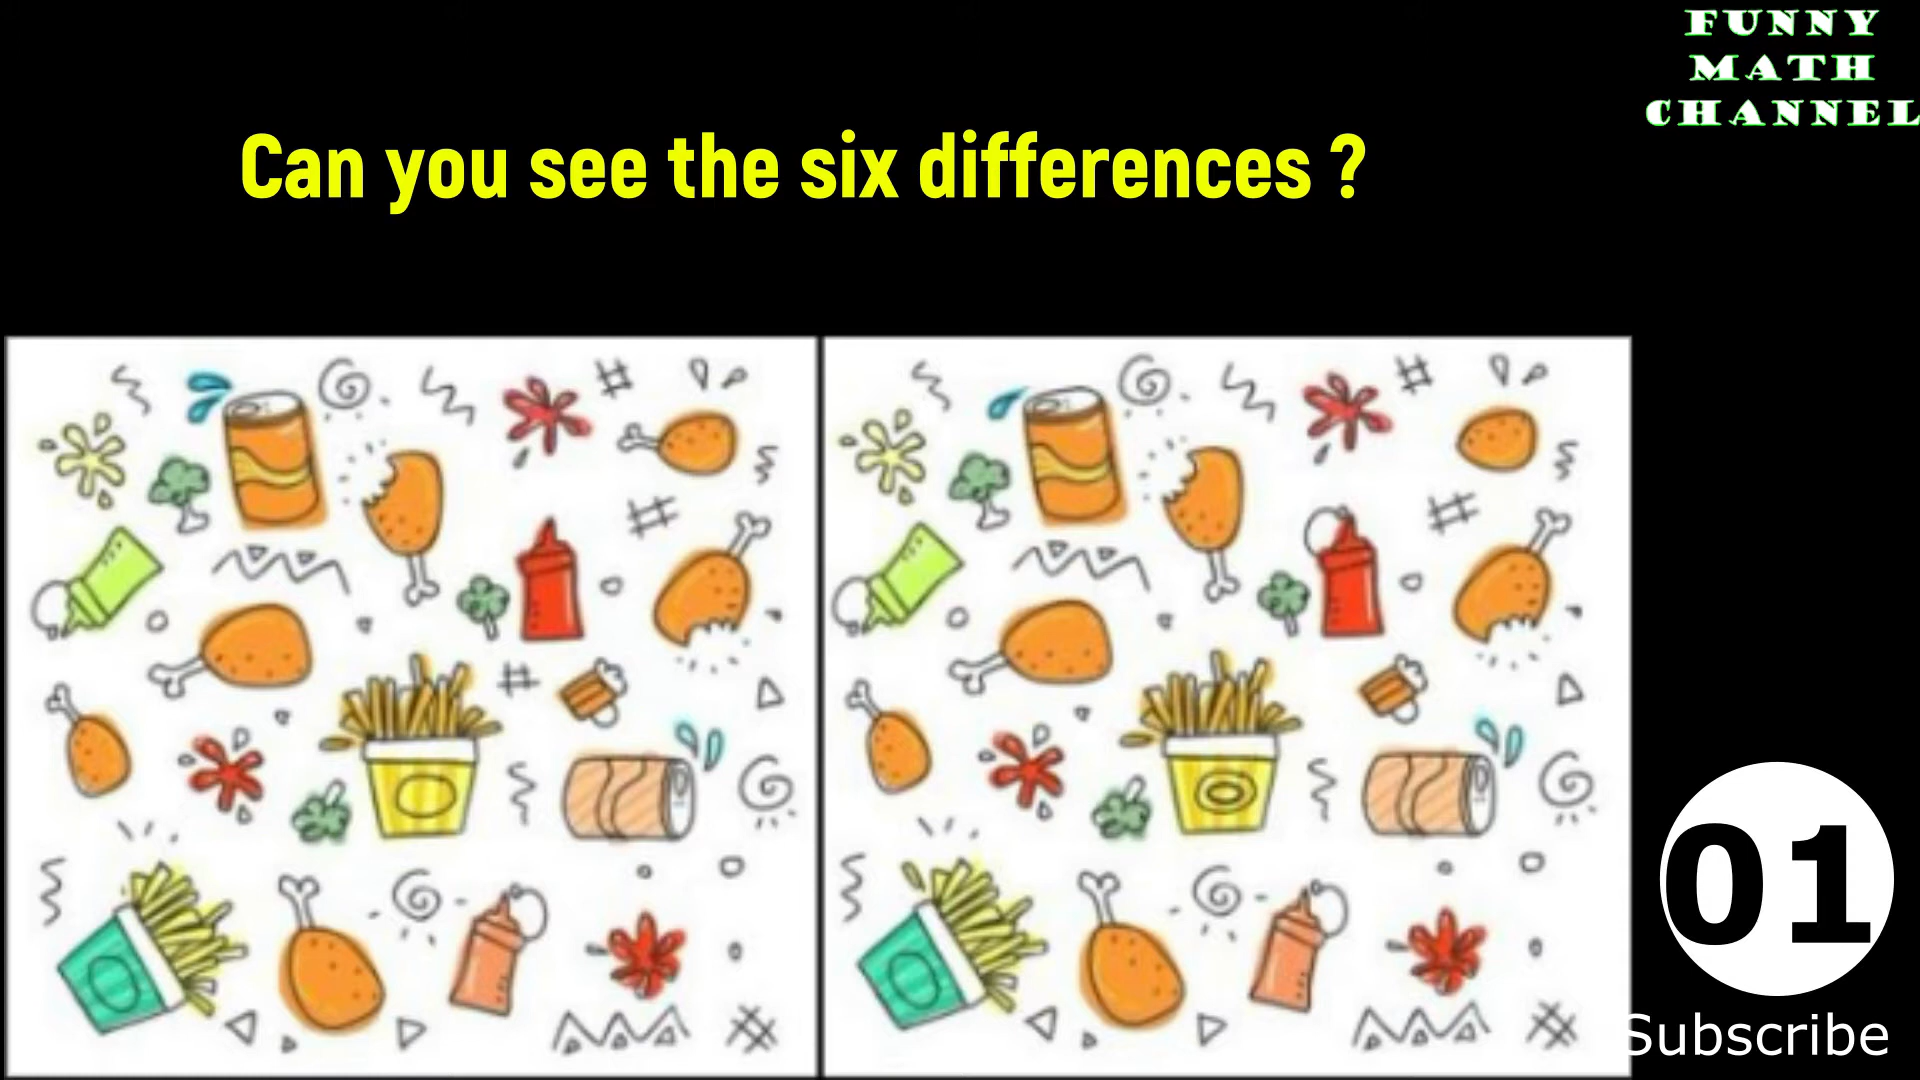 FUNNY
MATH
CHANNEL
Can you see the six differences ?
01
Subscribe